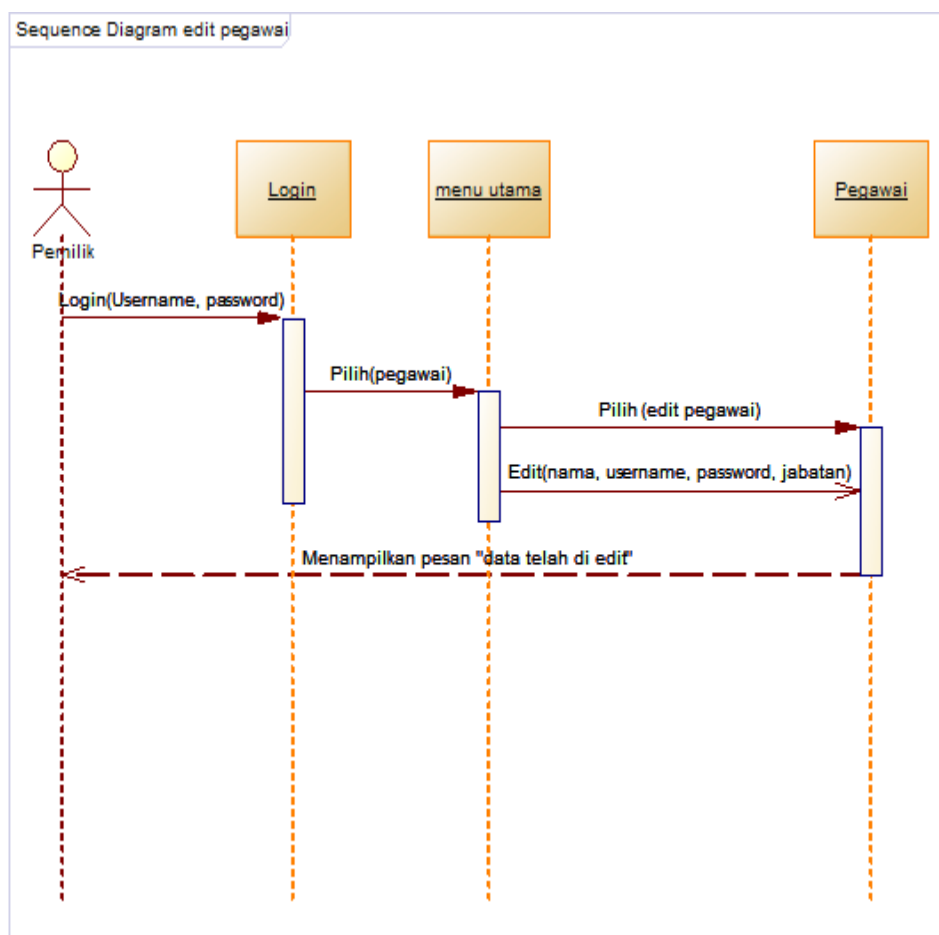 Sequence Diagram edit pegawai
Login
menu utama
Pegawai
Pemilik
Login(Username, password)
Pilih(pegawai)
Pilih (edit pegawai)
Edit(nama, username, password, jabatan)
Menampilkan pesan "data telah di edit"